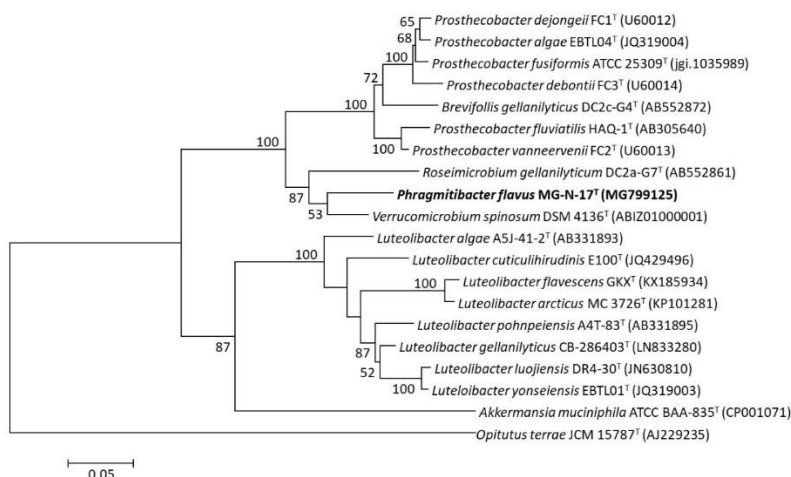 65
Prosthecobacter dejongeii FC1ᵀ (U60012)
68
Prosthecobacter algae EBTL04ᵀ (JQ319004)
100
Prosthecobacter fusiformis ATCC 25309ᵀ (jgi.1035989)
72
Prosthecobacter debontii FC3ᵀ (U60014)
100
Brevifollis gellanilyticus DC2c-G4ᵀ (AB552872)
Prosthecobacter fluviatilis HAQ-1ᵀ (AB305640)
100
100
Prosthecobacter vanneervenii FC2ᵀ (U60013)
Roseimicrobium gellanilyticum DC2a-G7ᵀ (AB552861)
87
Phragmitibacter flavus MG-N-17ᵀ (MG799125)
53
Verrucomicrobium spinosum DSM 4136ᵀ (ABIZ01000001)
Luteolibacter algae A5J-41-2ᵀ (AB331893)
100
Luteolibacter cuticulihirudinis E100ᵀ (JQ429496)
100
Luteolibacter flavescens GKXᵀ (KX185934)
Luteolibacter arcticus MC 3726ᵀ (KP101281)
Luteolibacter pohnpeiensis A4T-83ᵀ (AB331895)
87
87
Luteolibacter gellanilyticus CB-286403ᵀ (LN833280)
52
Luteolibacter luojiensis DR4-30ᵀ (JN630810)
100
Luteloibacter yonseiensis EBTL01ᵀ (JQ319003)
Akkermansia muciniphila ATCC BAA-835ᵀ (CP001071)
Opitutus terrae JCM 15787ᵀ (AJ229235)
0.05